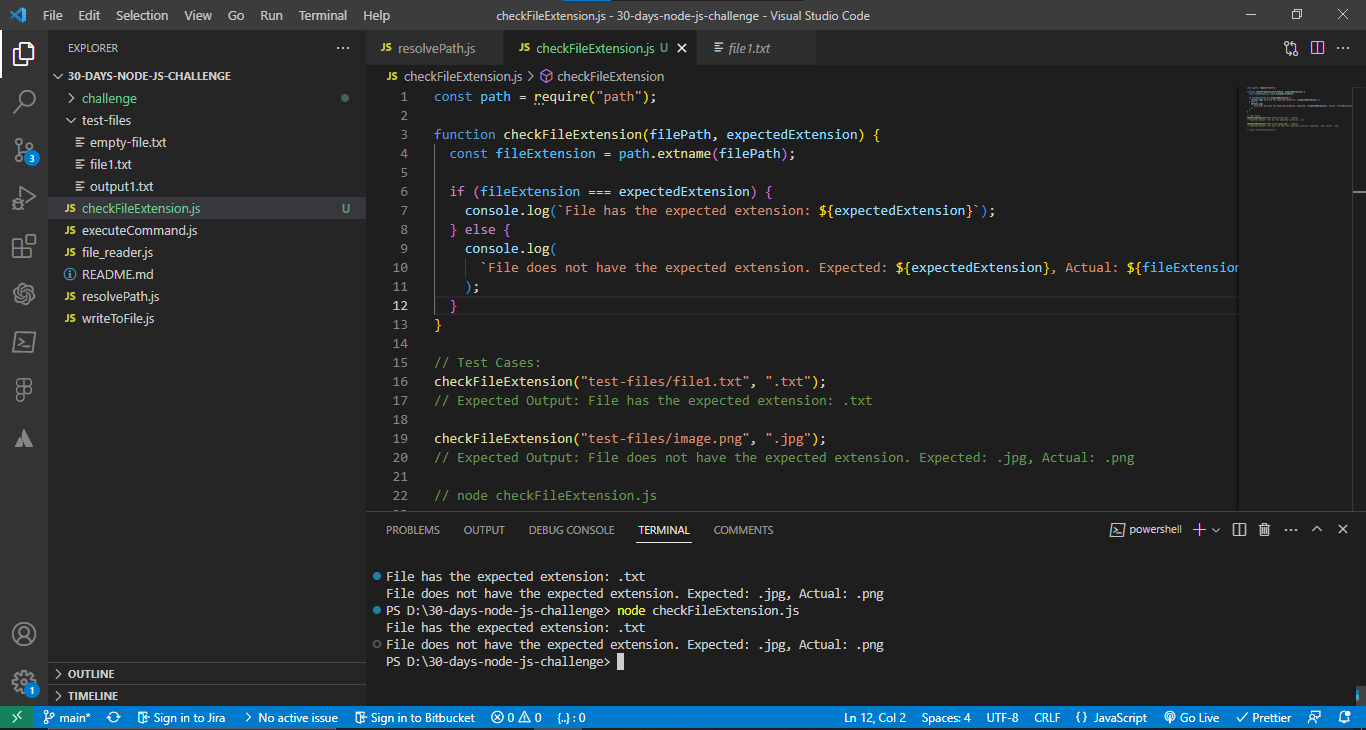 File Edit Selection View Go Run Terminal Help checkFileExtension.js - 30-days-node-js-challenge - Visual Studio Code
EXPLORER
30-DAYS-NODE-JS-CHALLENGE
challenge
test-files
empty-file.txt
file1.txt
output1.txt
JS checkFileExtension.js U
JS executeCommand.js
JS file_reader.js
README.md
JS resolvePath.js
JS writeToFile.js
OUTLINE
TIMELINE
3
1
JS resolvePath.js JS checkFileExtension.js U file1.txt
JS checkFileExtension.js > checkFileExtension
1 const path = require("path");
2
3 function checkFileExtension(filePath, expectedExtension) {
4 const fileExtension = path.extname(filePath);
5
6 if (fileExtension === expectedExtension) {
7 console.log(`File has the expected extension: ${expectedExtension}`);
8 } else {
9 console.log(
10 `File does not have the expected extension. Expected: ${expectedExtension}, Actual: ${fileExtension
11 );
12 }
13 }
14
15 // Test Cases:
16 checkFileExtension("test-files/file1.txt", ".txt");
17 // Expected Output: File has the expected extension: .txt
18
19 checkFileExtension("test-files/image.png", ".jpg");
20 // Expected Output: File does not have the expected extension. Expected: .jpg, Actual: .png
21
22 // node checkFileExtension.js
PROBLEMS OUTPUT DEBUG CONSOLE TERMINAL COMMENTS powershell
File has the expected extension: .txt
File does not have the expected extension. Expected: .jpg, Actual: .png
PS D:\30-days-node-js-challenge> node checkFileExtension.js
File has the expected extension: .txt
File does not have the expected extension. Expected: .jpg, Actual: .png
PS D:\30-days-node-js-challenge>
main* Sign in to Jira No active issue Sign in to Bitbucket 0 0 {..} : 0 Ln 12, Col 2 Spaces: 4 UTF-8 CRLF {} JavaScript Go Live Prettier